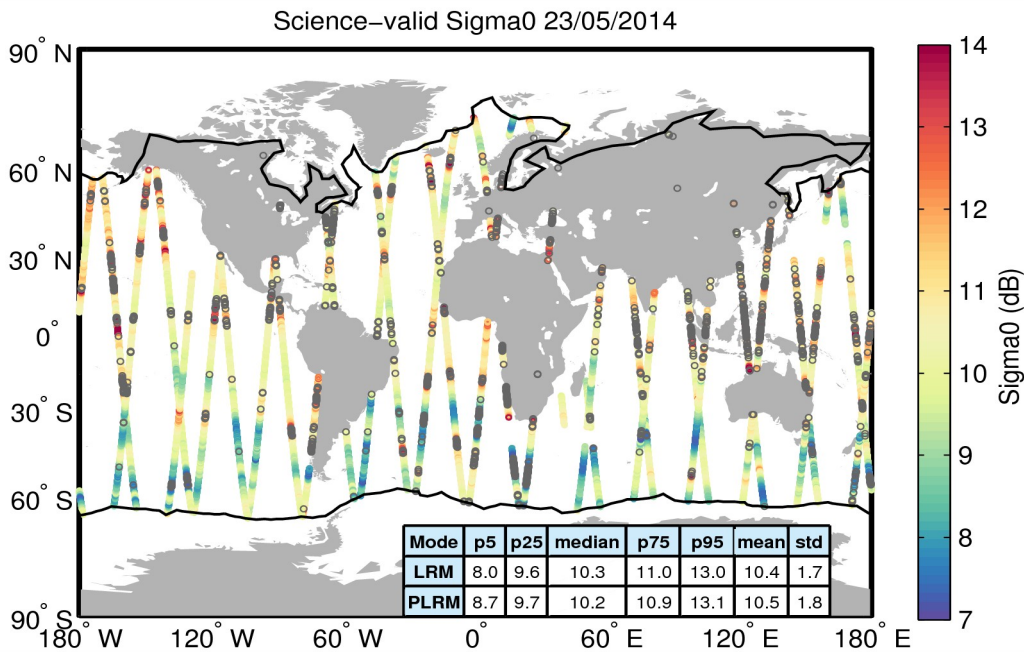 Science−valid Sigma0 23/05/2014
90° N
60° N
30° N
0°
30° S
60° S
90° S
180° W
120° W
60° W
0°
60° E
120° E
180° E
Mode p5 p25 median p75 p95 mean std
LRM 8.0 9.6 10.3 11.0 13.0 10.4 1.7
PLRM 8.7 9.7 10.2 10.9 13.1 10.5 1.8
14
13
12
11
10
9
8
7
Sigma0 (dB)